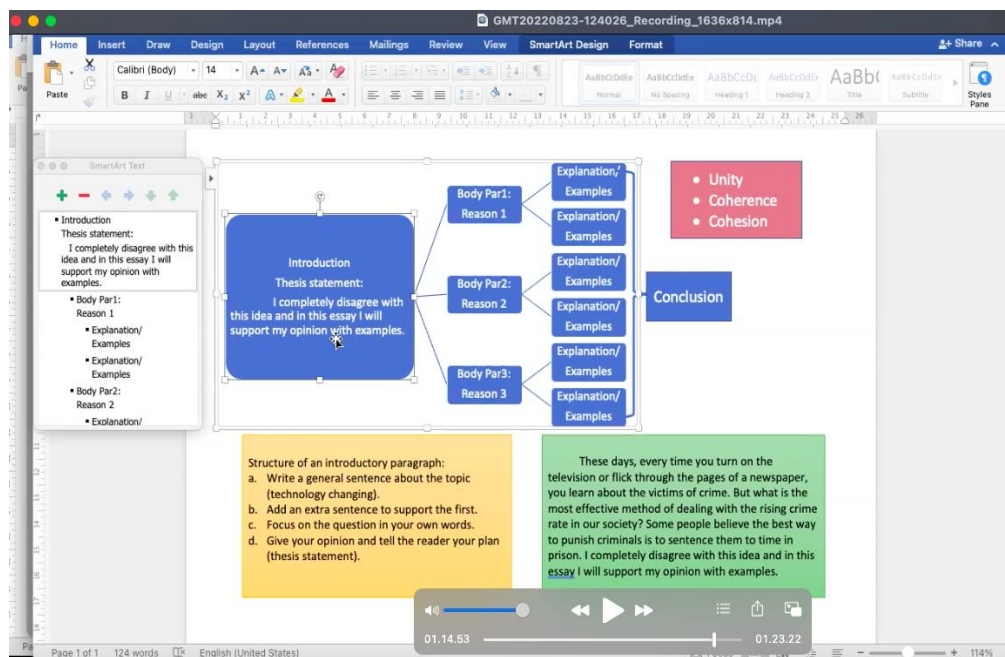 GMT20220823-124026_Recording_1636x814.mp4
Home Insert Draw Design Layout References Mailings Review View SmartArt Design Format Share
Paste
Calibri (Body) 14
B I U abc X2 X2 A A
AaBbCcDdEe AaBbCcDdEe AaBbCcDc AaBbCcDdEe AaBb( AaBbCcDdEe
Normal No Spacing Heading 1 Heading 2 Title Subtitle
Styles Pane
SmartArt Text
Introduction
Thesis statement:
I completely disagree with this
idea and in this essay I will
support my opinion with
examples.
Body Par1:
Reason 1
Explanation/
Examples
Explanation/
Examples
Body Par2:
Reason 2
Explanation/
Introduction
Thesis statement:
I completely disagree with
this idea and in this essay I will
support my opinion with examples.
Body Par1:
Reason 1
Body Par2:
Reason 2
Body Par3:
Reason 3
Explanation/
Examples
Explanation/
Examples
Explanation/
Examples
Explanation/
Examples
Explanation/
Examples
Explanation/
Examples
Conclusion
Unity
Coherence
Cohesion
Structure of an introductory paragraph:
a. Write a general sentence about the topic
(technology changing).
b. Add an extra sentence to support the first.
c. Focus on the question in your own words.
d. Give your opinion and tell the reader your plan
(thesis statement).
These days, every time you turn on the
television or flick through the pages of a newspaper,
you learn about the victims of crime. But what is the
most effective method of dealing with the rising crime
rate in our society? Some people believe the best way
to punish criminals is to sentence them to time in
prison. I completely disagree with this idea and in this
essay I will support my opinion with examples.
01.14.53 01.23.22
Page 1 of 1 124 words English (United States) 114%